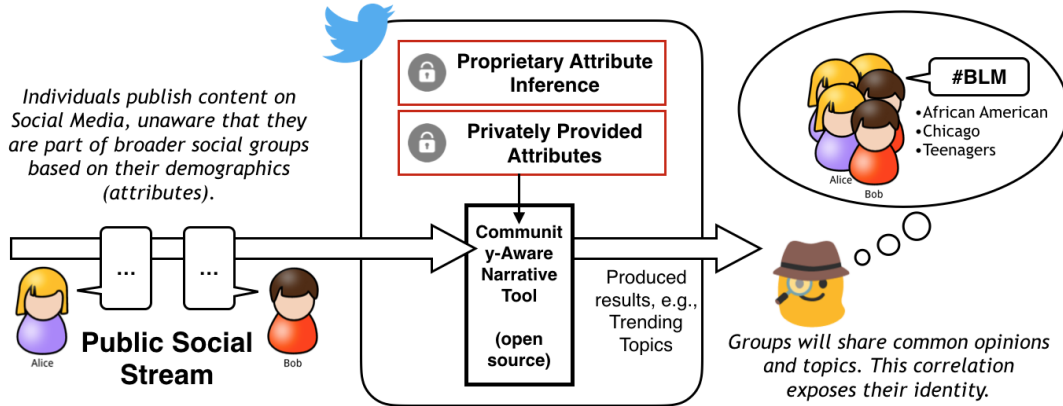 Individuals publish content on
Social Media, unaware that they
are part of broader social groups
based on their demographics
(attributes).
...
...
Alice
Public Social
Stream
Bob
Proprietary Attribute
Inference
Privately Provided
Attributes
Communit
y-Aware
Narrative
Tool
(open
source)
Produced
results, e.g.,
Trending
Topics
#BLM
•African American
•Chicago
•Teenagers
Alice
Bob
Groups will share common opinions
and topics. This correlation
exposes their identity.